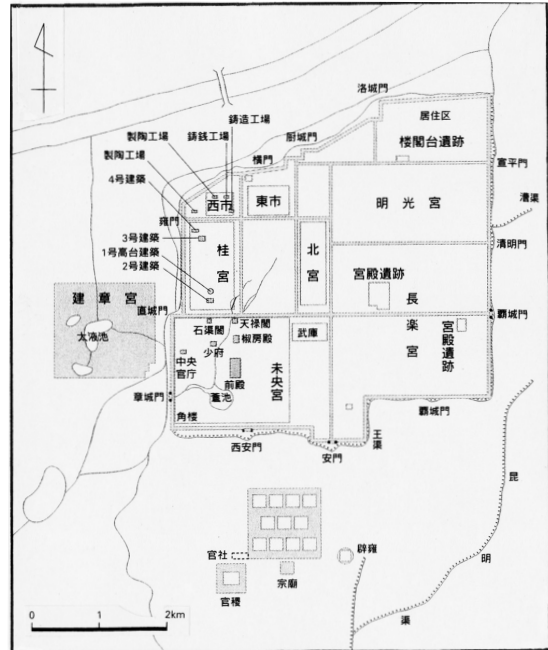 洛城門
鋳造工場
居住区
鋳銭工場
厨城門
製陶工場
楼閣台遺跡
横門
製陶工場
宣平門
4号建築
西市
東市
明光宮
漕渠
雍門
3号建築
桂宮
北宮
清明門
1号高台建築
宮殿遺跡
2号建築
建章宮
長楽宮
直城門
覇城門
太液池
石渠閣
天禄閣
武庫
宮殿遺跡
少府
椒房殿
中央官庁
未央宮
前殿
章城門
蒼池
角楼
覇城門
西安門
安門
王渠
昆明渠
官社
辟雍
官稷
宗廟
0 1 2km